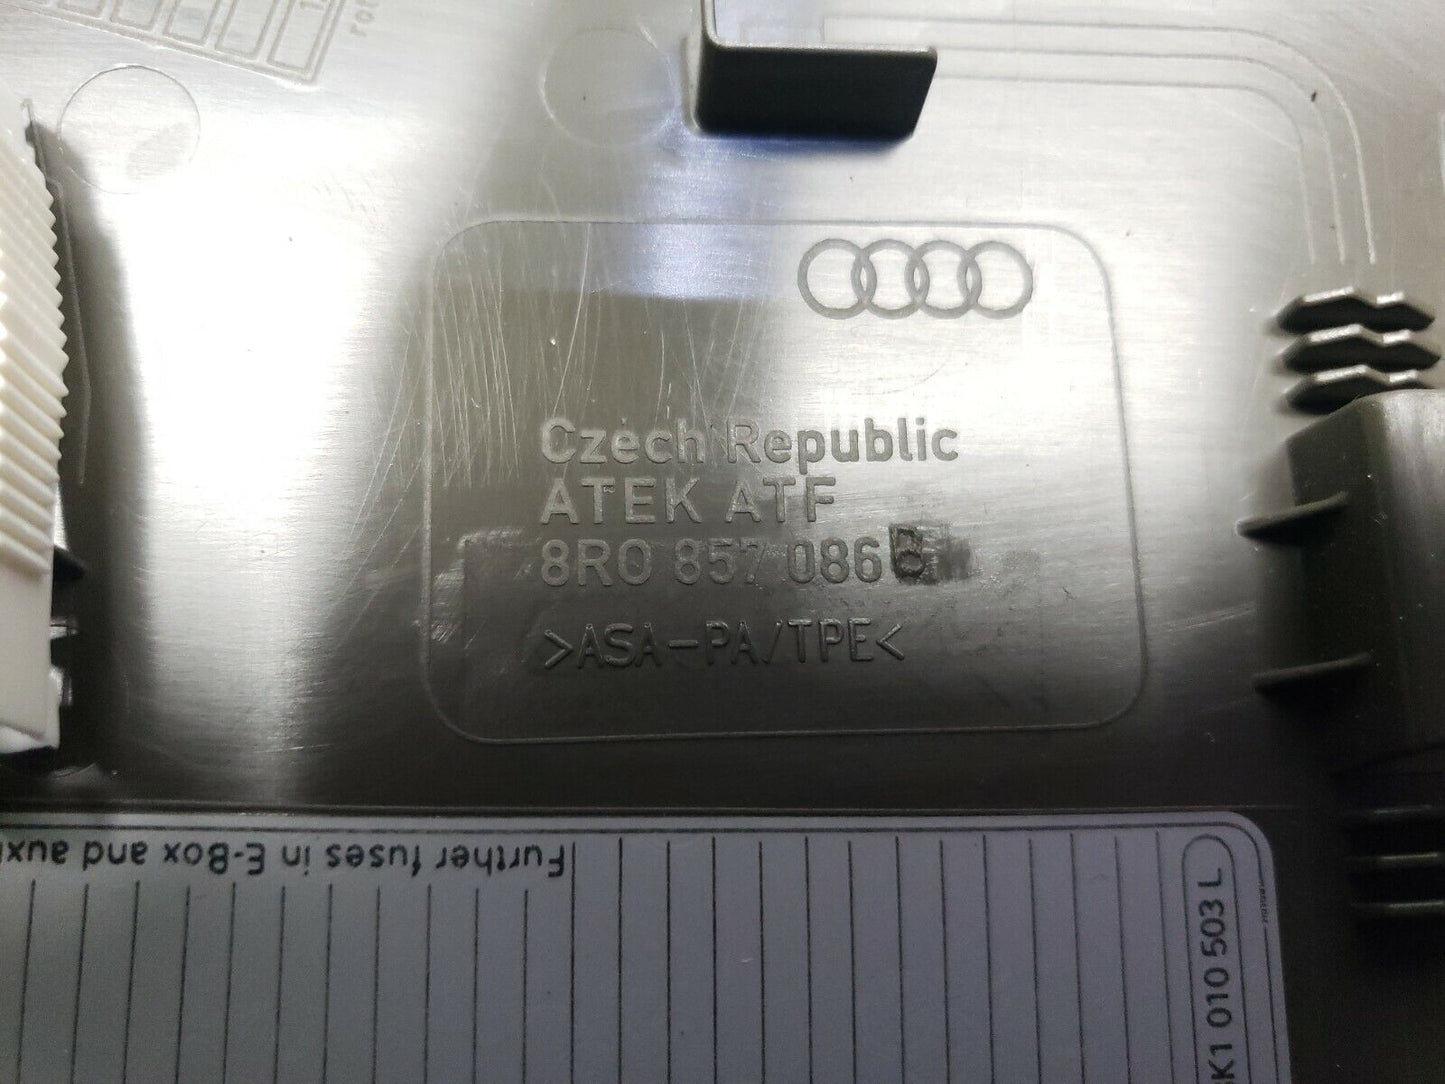 Czech Republic
ATEK ATF
8R0 857 086 B
>ASA-PA/TPE<
Further fuses in E-Box and
K1 010 503 L